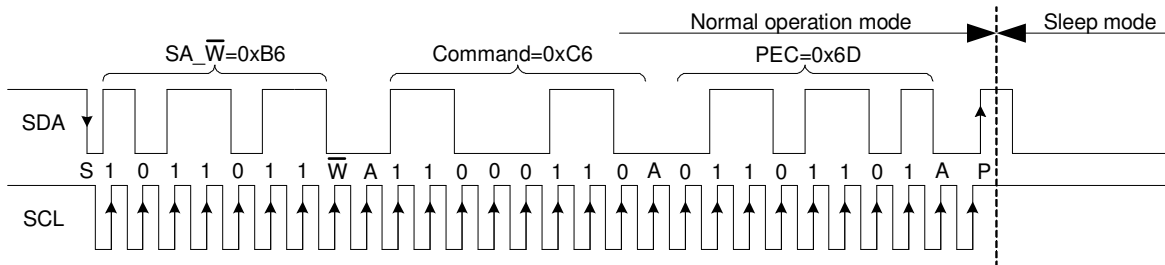 Normal operation mode Sleep mode
SA_W̅=0xB6 Command=0xC6 PEC=0x6D
SDA
S 1 0 1 1 0 1 1 W̅ A 1 1 0 0 0 1 1 0 A 0 1 1 0 1 1 0 1 A P
SCL